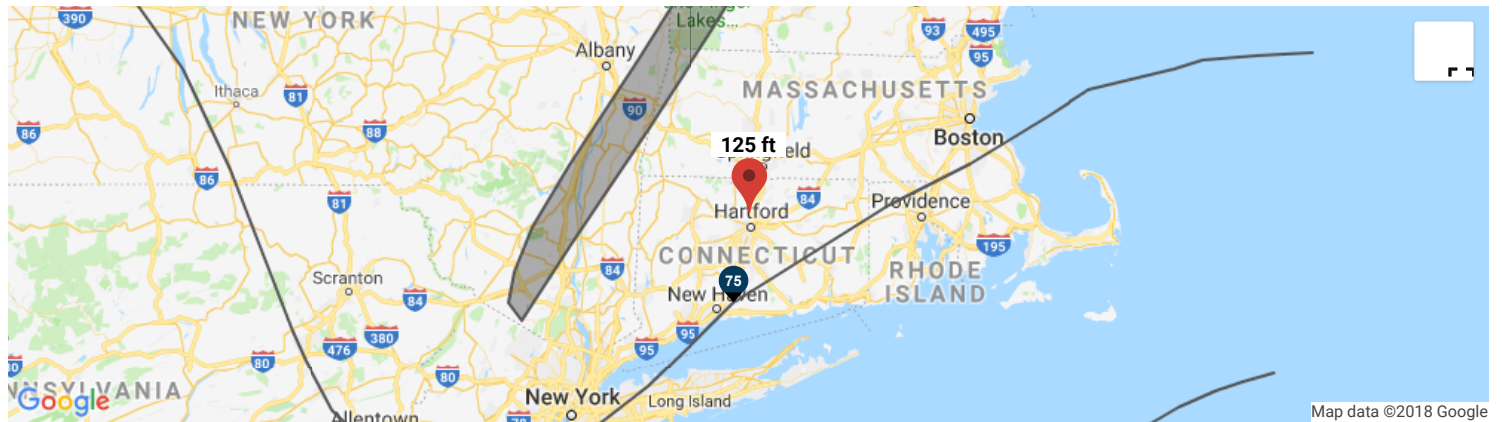 390
NEW YORK
Lakes...
93
495
Albany
95
Ithaca
81
MASSACHUSETTS
90
86
88
Boston
125 ft
86
84
81
Hartford
Providence
CONNECTICUT
195
84
RHODE
ISLAND
Scranton
75
New Haven
84
95
380
476
95
80
80
Google
New York
Long Island
Allentown
Map data ©2018 Google